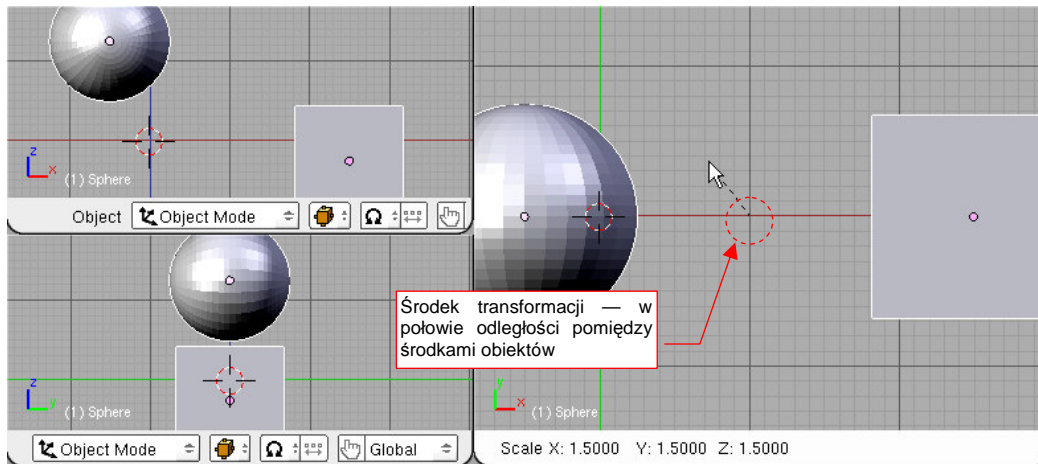 z
x
(1) Sphere
Object Object Mode
z
y
(1) Sphere
Object Mode Global
Środek transformacji — w
połowie odległości pomiędzy
środkami obiektów
y
x
(1) Sphere
Scale X: 1.5000 Y: 1.5000 Z: 1.5000